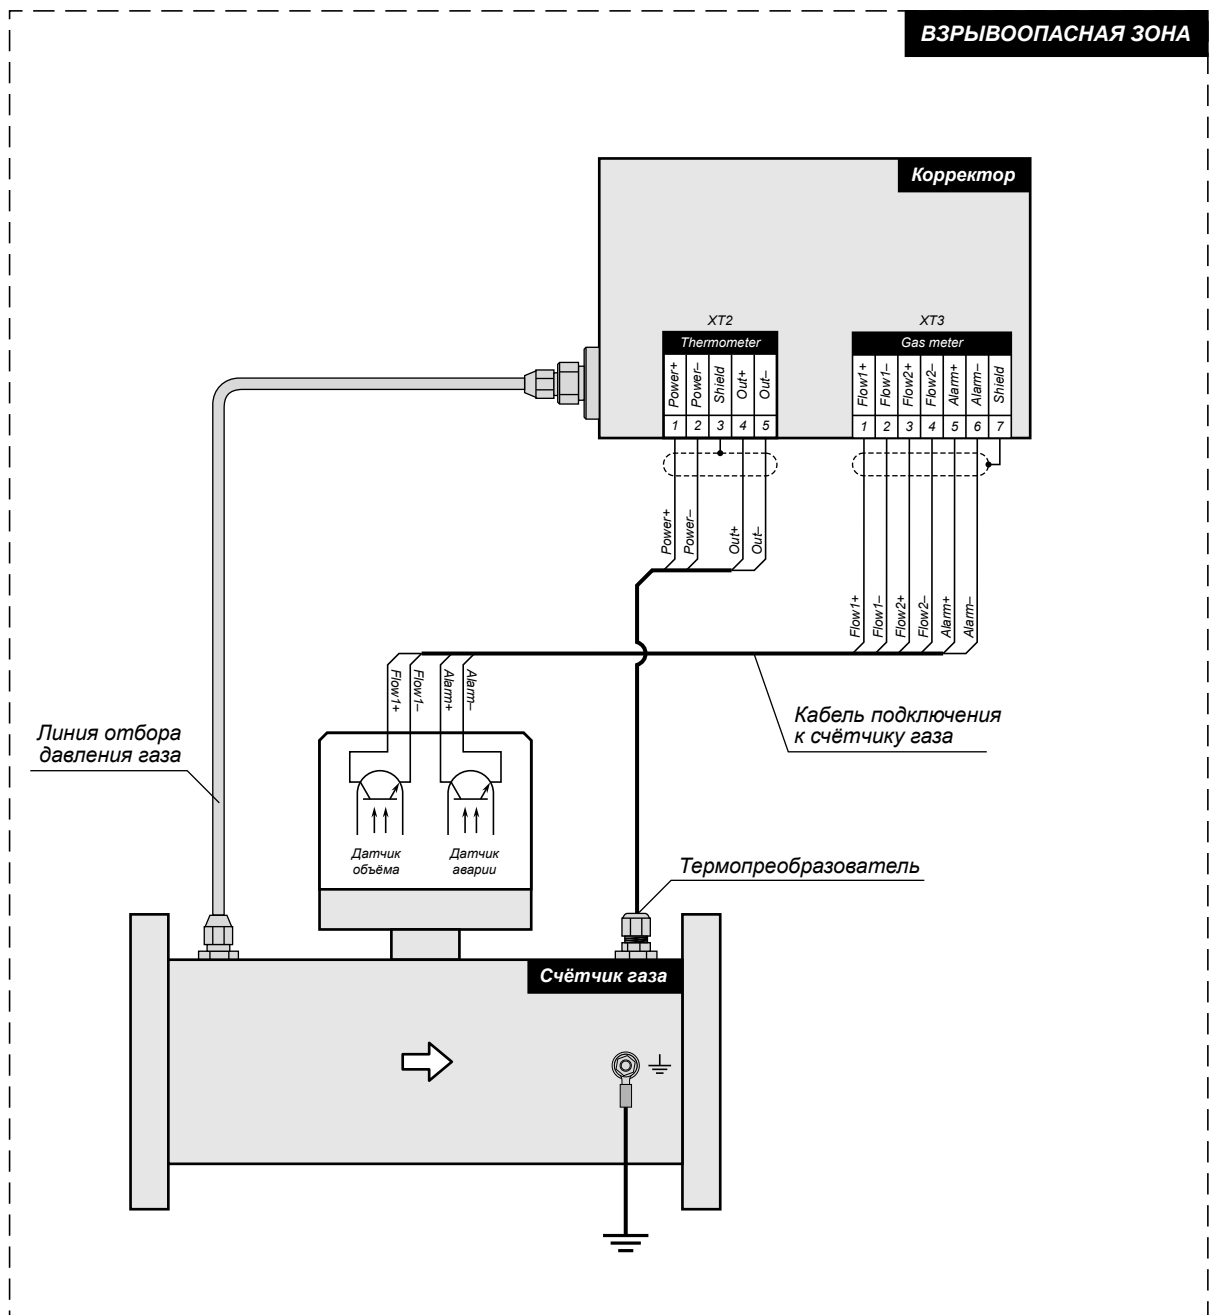 ВЗРЫВООПАСНАЯ ЗОНА
Корректор
XT2
XT3
Thermometer
Gas meter
Power+
Power–
Shield
Out+
Out–
Flow1+
Flow1–
Flow2+
Flow2–
Alarm+
Alarm–
Shield
1 2 3 4 5
1 2 3 4 5 6 7
Power+
Power–
Out+
Out–
Flow1+
Flow1–
Flow2+
Flow2–
Alarm+
Alarm–
Flow1+
Flow1–
Alarm+
Alarm–
Линия отбора
давления газа
Кабель подключения
к счётчику газа
Датчик
объёма
Датчик
аварии
Термопреобразователь
Счётчик газа